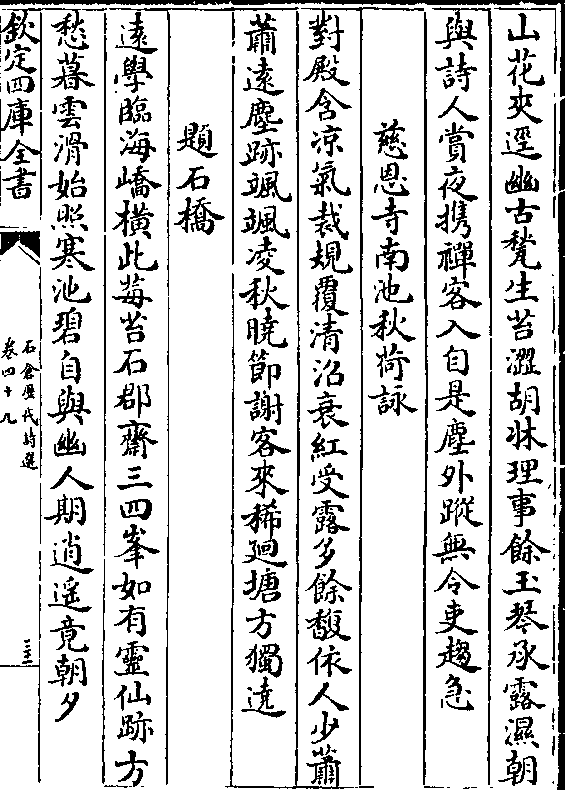 山花夾逕幽古甃生苔澀胡牀理事餘玉琴承露濕朝
與詩人賞夜携禪客入自是塵外蹤無令吏趨急
慈恩寺南池秋荷詠
對殿含凉氣裁規覆清沼衰紅受露多餘馥依人少蕭
蕭遠塵跡颯颯凌秋曉節謝客來稀廻塘方獨遶
題石橋
遠學臨海嶠橫此莓苔石郡齋三四峯如有靈仙跡方
愁暮雲滑始照寒池碧自與幽人期逍遥竟朝夕
欽定四庫全書
石倉歷代詩選
卷四十九